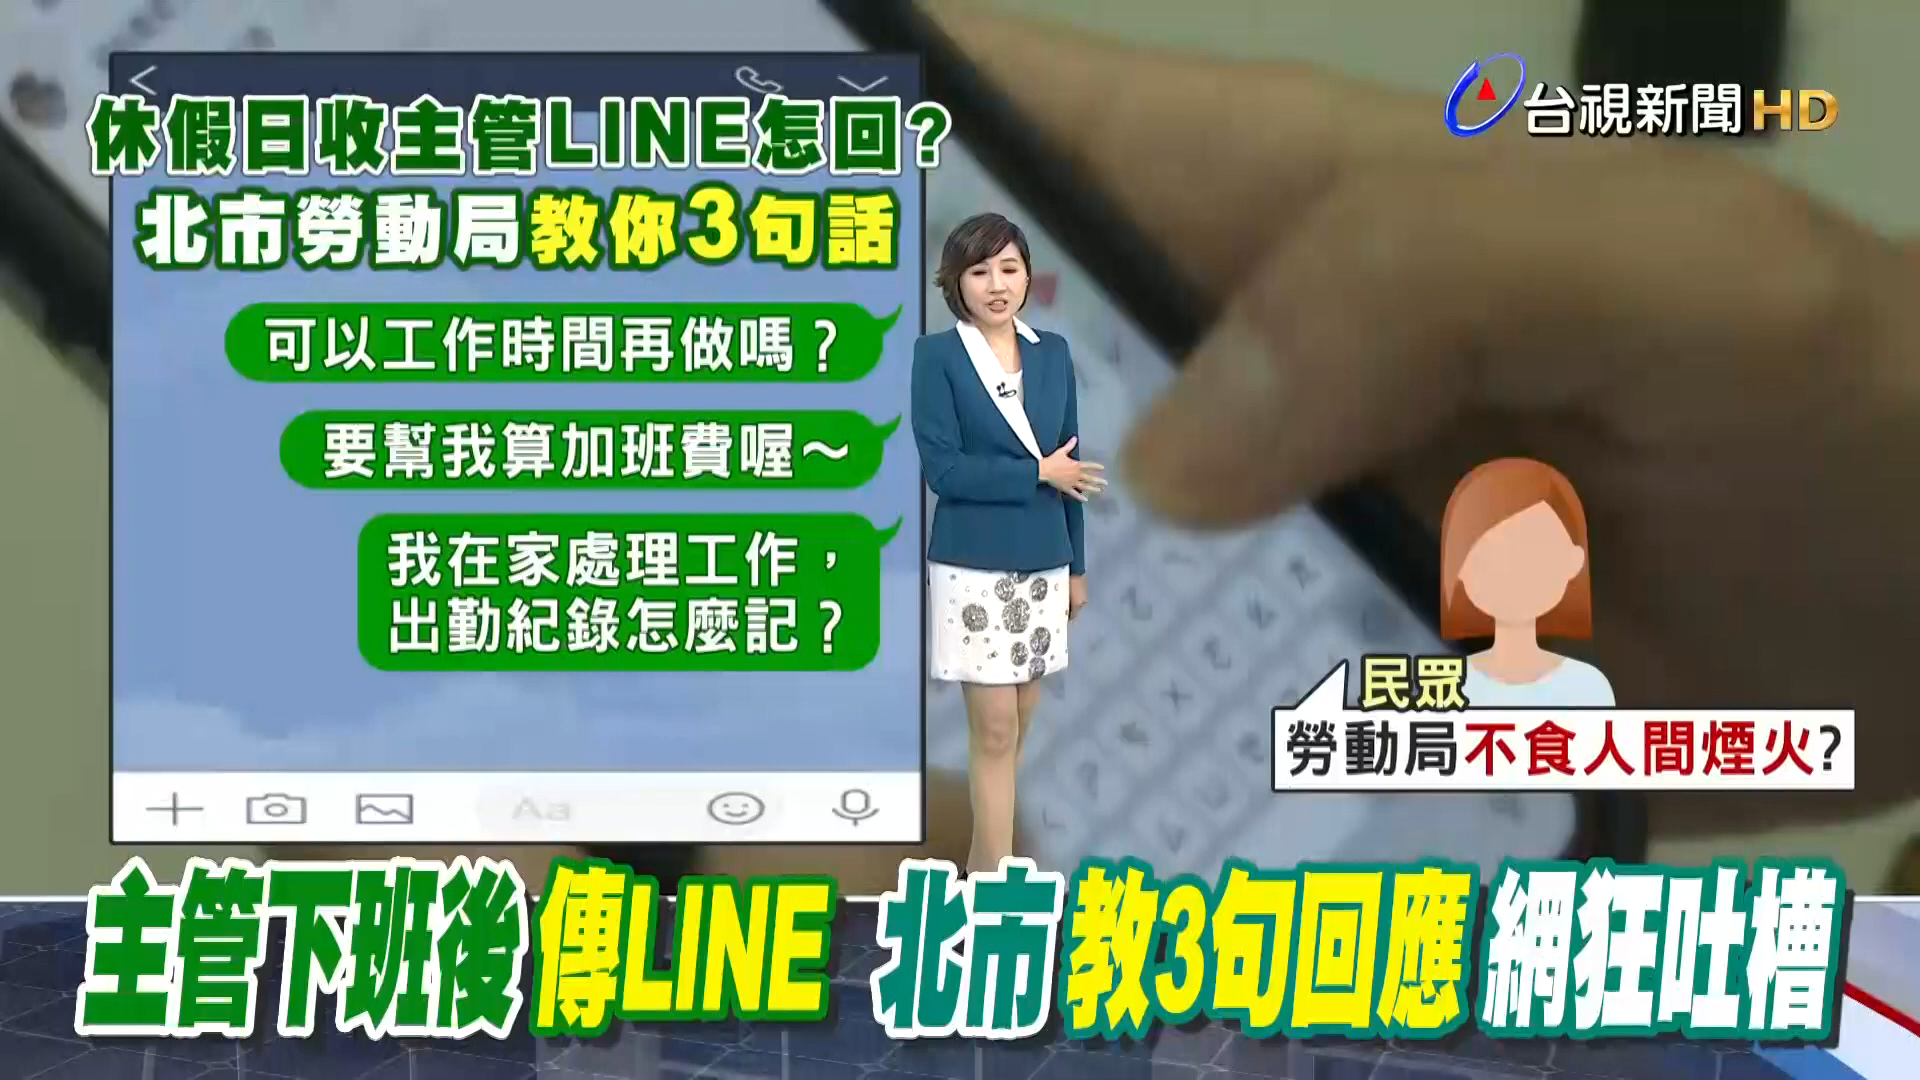 台視新聞HD
休假日收主管LINE怎回?
北市勞動局教你3句話
可以工作時間再做嗎？
要幫我算加班費喔～
我在家處理工作，
出勤紀錄怎麼記？
Aa
民眾
勞動局不食人間煙火?
主管下班後傳LINE 北市教3句回應 網狂吐槽